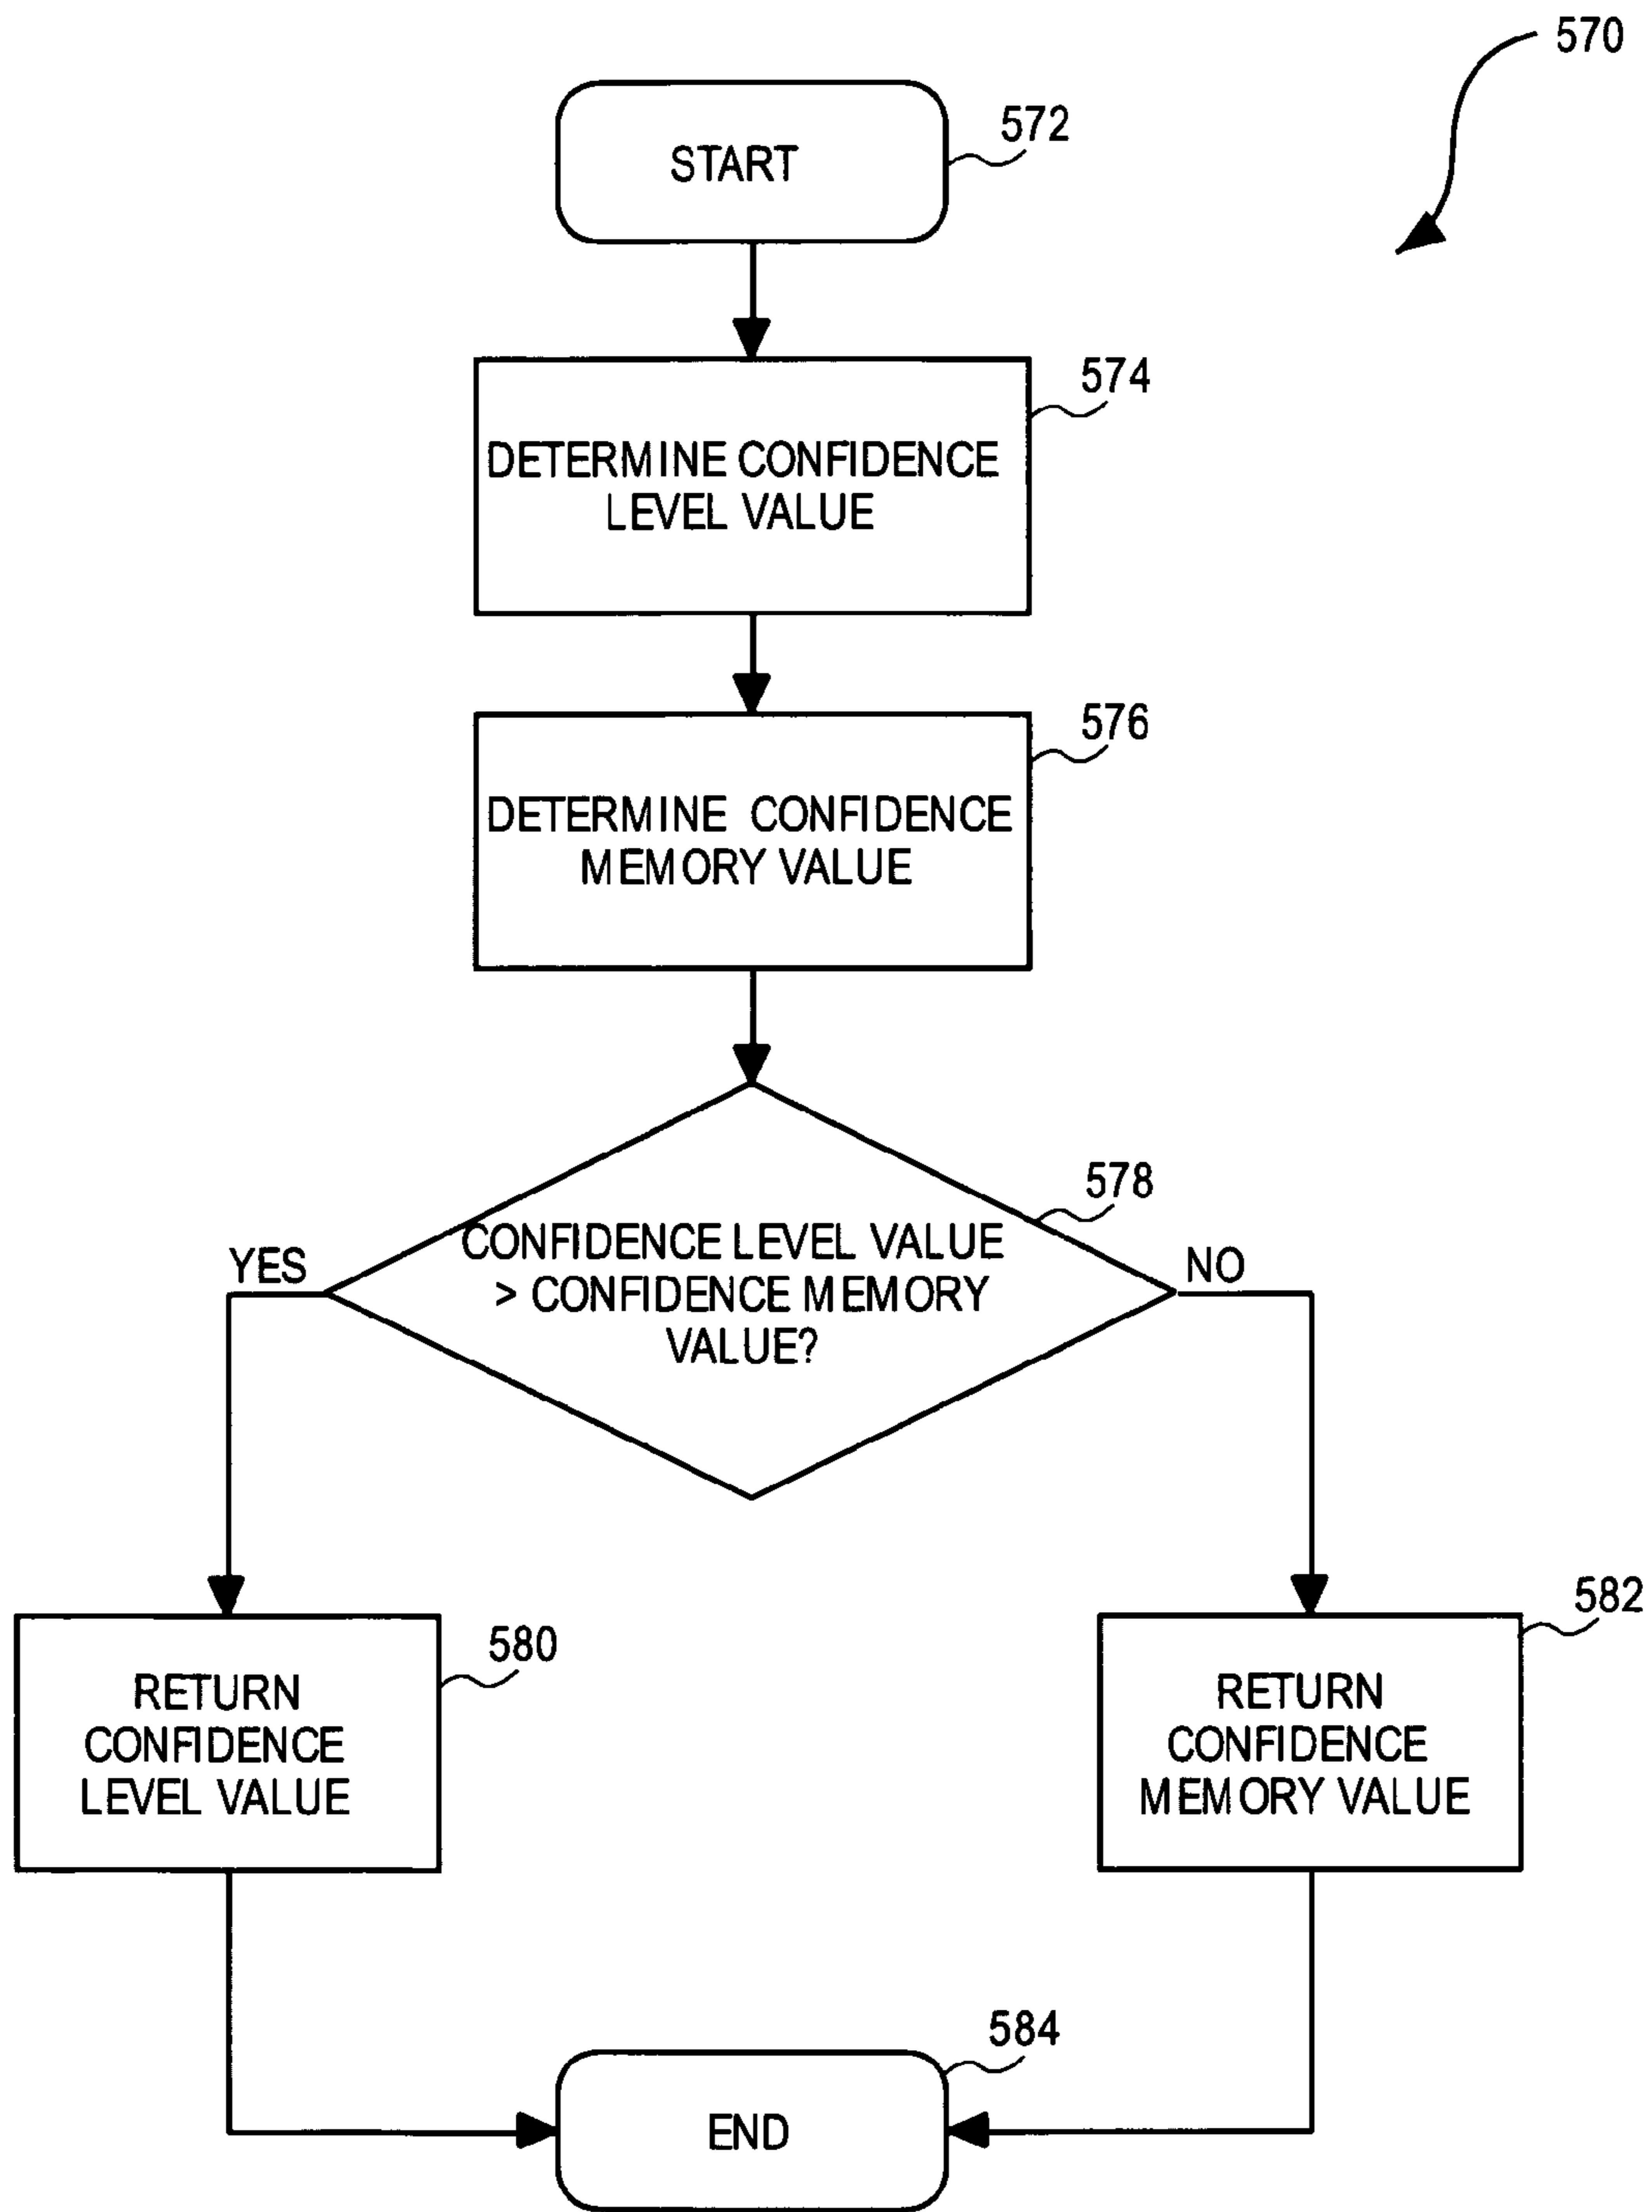 570
START
572
DETERMINE CONFIDENCE
LEVEL VALUE
574
DETERMINE CONFIDENCE
MEMORY VALUE
576
CONFIDENCE LEVEL VALUE
> CONFIDENCE MEMORY
VALUE?
578
YES
NO
RETURN
CONFIDENCE
LEVEL VALUE
580
RETURN
CONFIDENCE
MEMORY VALUE
582
END
584